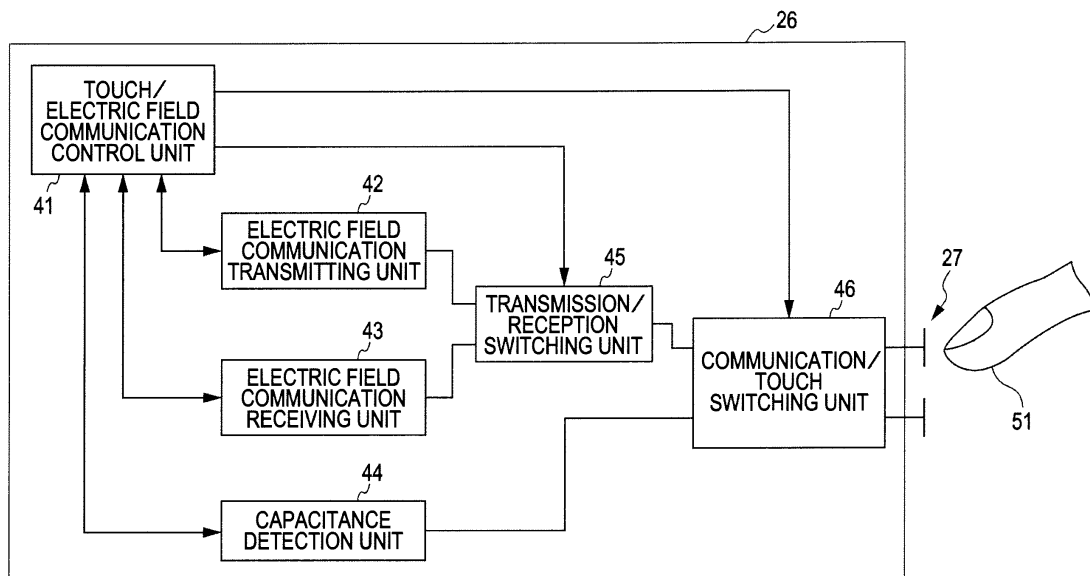 26
TOUCH/
ELECTRIC FIELD
COMMUNICATION
CONTROL UNIT
41
42
ELECTRIC FIELD
COMMUNICATION
TRANSMITTING UNIT
45
TRANSMISSION/
RECEPTION
SWITCHING UNIT
46
COMMUNICATION/
TOUCH
SWITCHING UNIT
27
51
43
ELECTRIC FIELD
COMMUNICATION
RECEIVING UNIT
44
CAPACITANCE
DETECTION UNIT